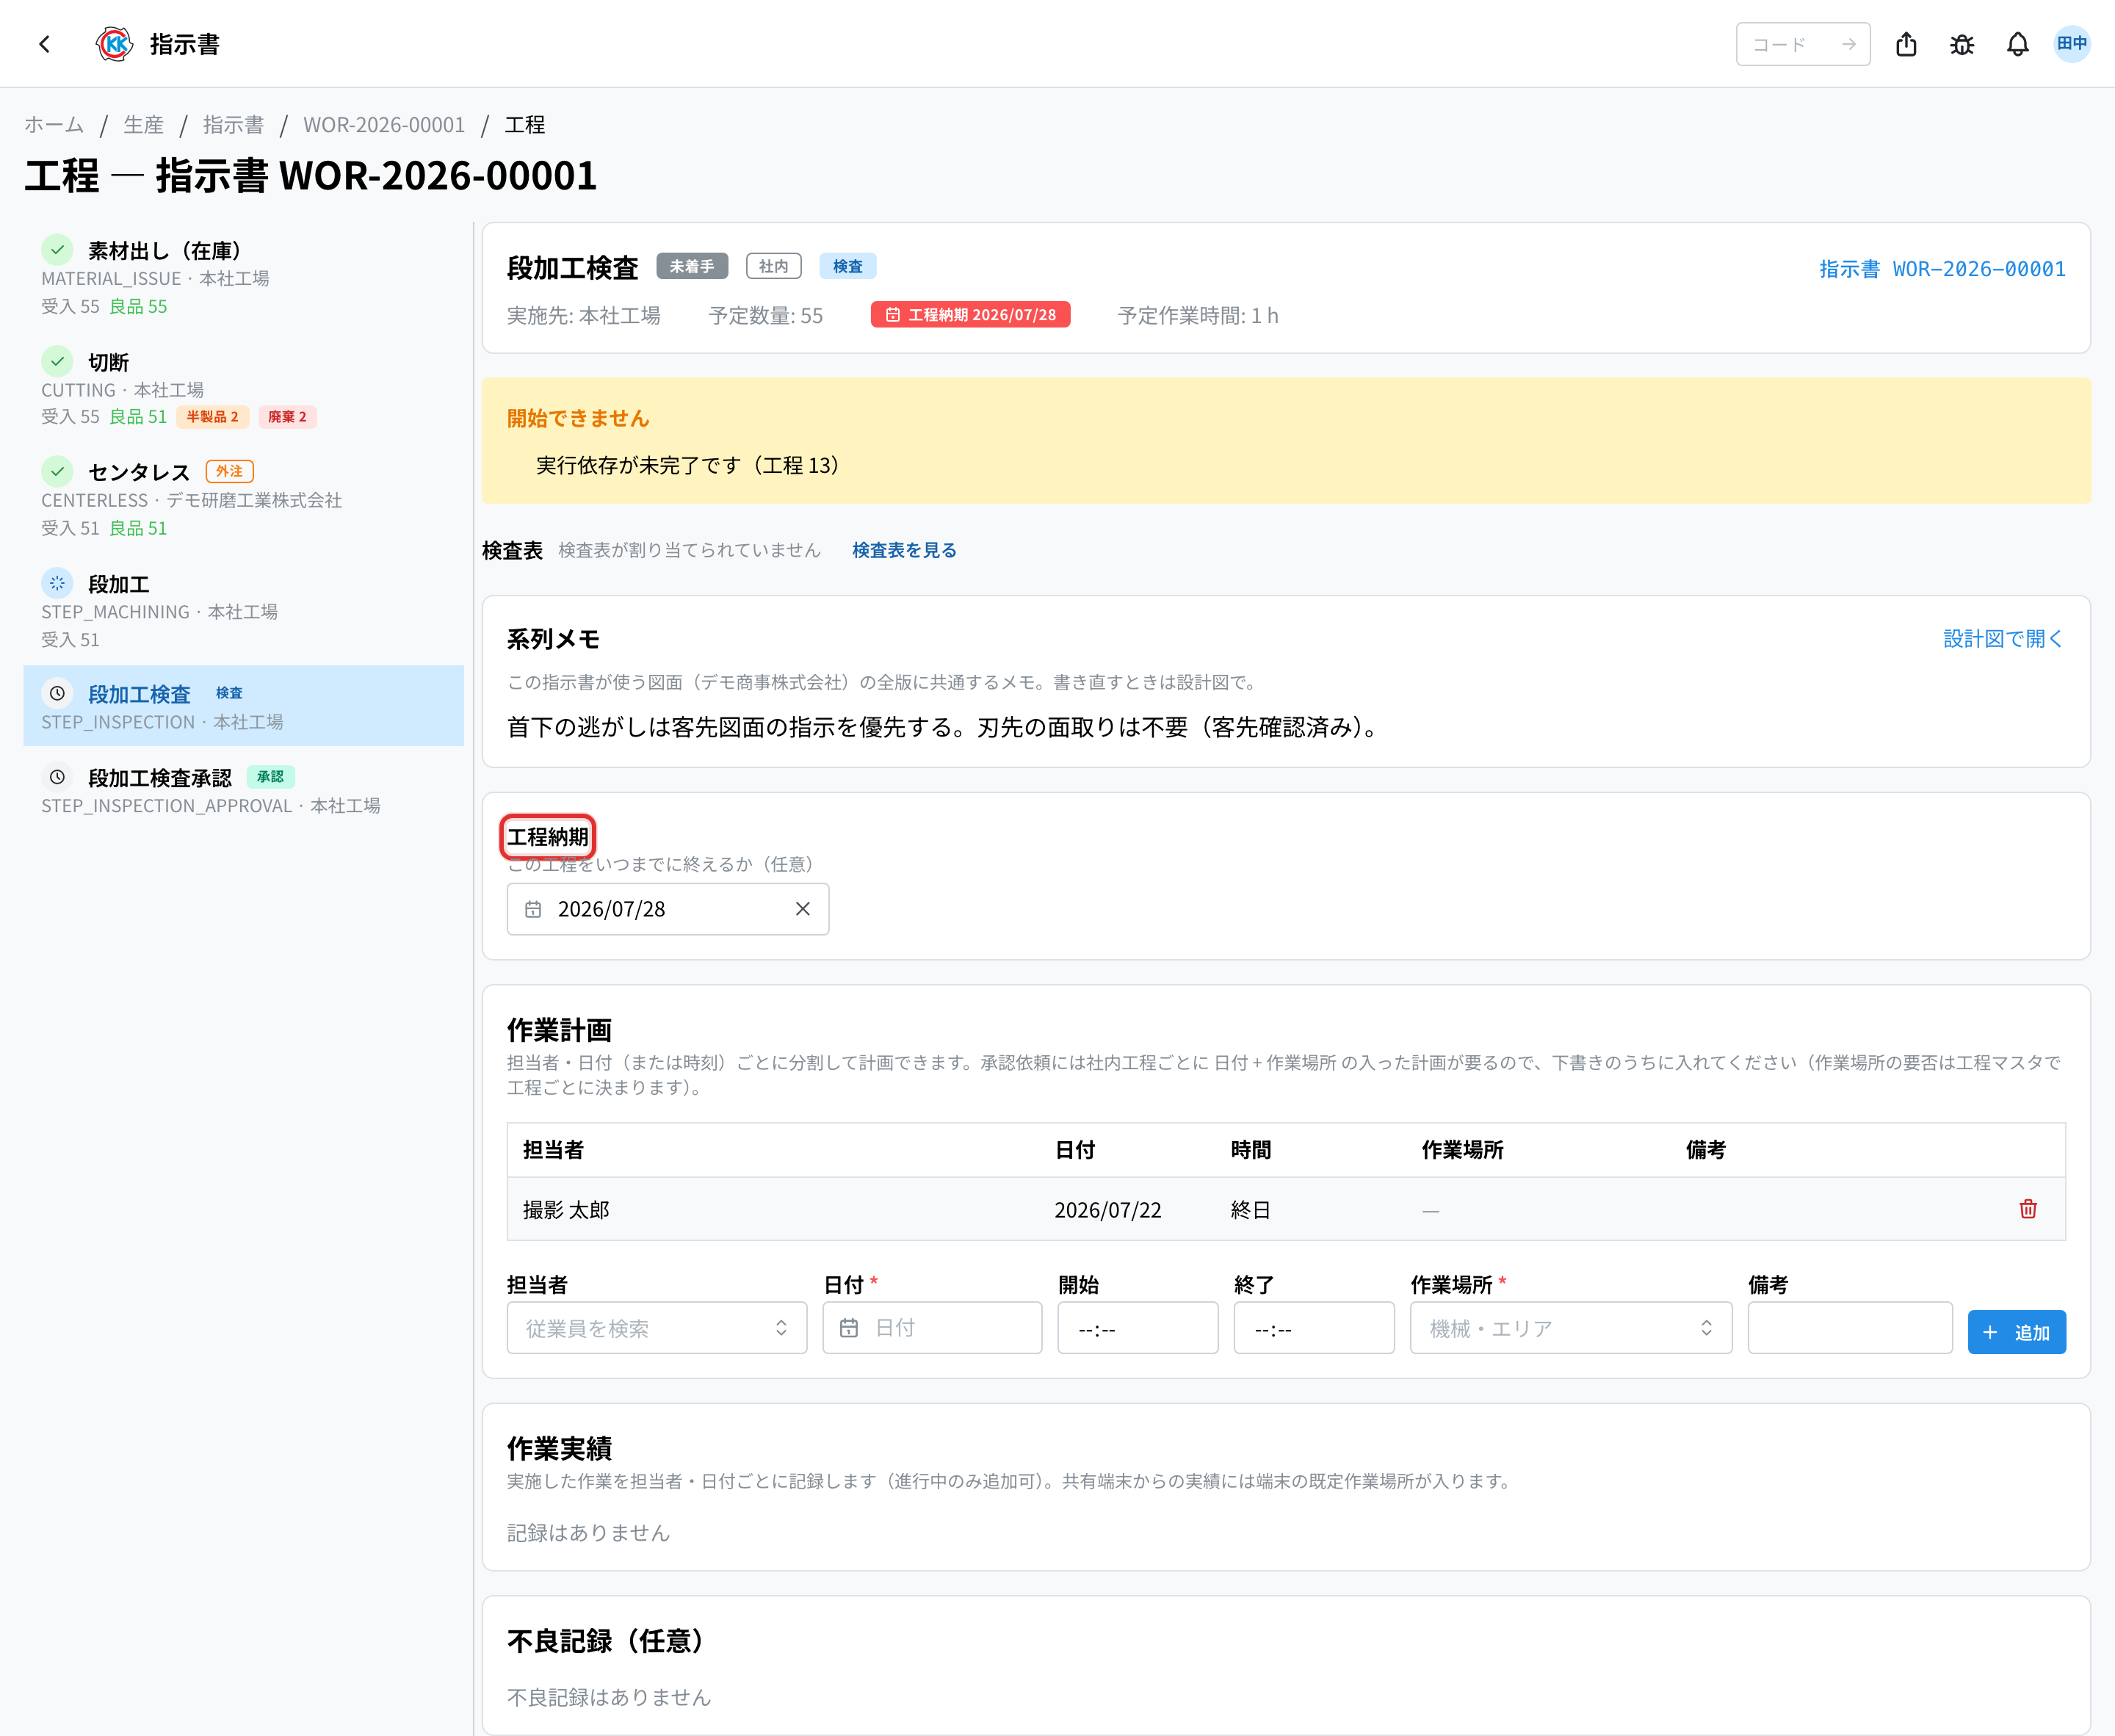 指示書
コード
田中
ホーム / 生産 / 指示書 / WOR-2026-00001 / 工程
工程 — 指示書 WOR-2026-00001
素材出し（在庫）
MATERIAL_ISSUE · 本社工場
受入 55 良品 55
切断
CUTTING · 本社工場
受入 55 良品 51 半製品 2 廃棄 2
センタレス 外注
CENTERLESS · デモ研磨工業株式会社
受入 51 良品 51
段加工
STEP_MACHINING · 本社工場
受入 51
段加工検査 検査
STEP_INSPECTION · 本社工場
段加工検査承認 承認
STEP_INSPECTION_APPROVAL · 本社工場
段加工検査 未着手 社内 検査 指示書 WOR-2026-00001
実施先: 本社工場 予定数量: 55 工程納期 2026/07/28 予定作業時間: 1 h
開始できません
実行依存が未完了です（工程 13）
検査表 検査表が割り当てられていません 検査表を見る
系列メモ 設計図で開く
この指示書が使う図面（デモ商事株式会社）の全版に共通するメモ。書き直すときは設計図で。
首下の逃がしは客先図面の指示を優先する。刃先の面取りは不要（客先確認済み）。
工程納期
この工程をいつまでに終えるか（任意）
2026/07/28
作業計画
担当者・日付（または時刻）ごとに分割して計画できます。承認依頼には社内工程ごとに 日付 + 作業場所 の入った計画が要るので、下書きのうちに入れてください（作業場所の要否は工程マスタで
工程ごとに決まります）。
担当者 日付 時間 作業場所 備考
撮影 太郎 2026/07/22 終日 —
担当者 日付 * 開始 終了 作業場所 * 備考
従業員を検索 日付 --:-- --:-- 機械・エリア + 追加
作業実績
実施した作業を担当者・日付ごとに記録します（進行中のみ追加可）。共有端末からの実績には端末の既定作業場所が入ります。
記録はありません
不良記録（任意）
不良記録はありません